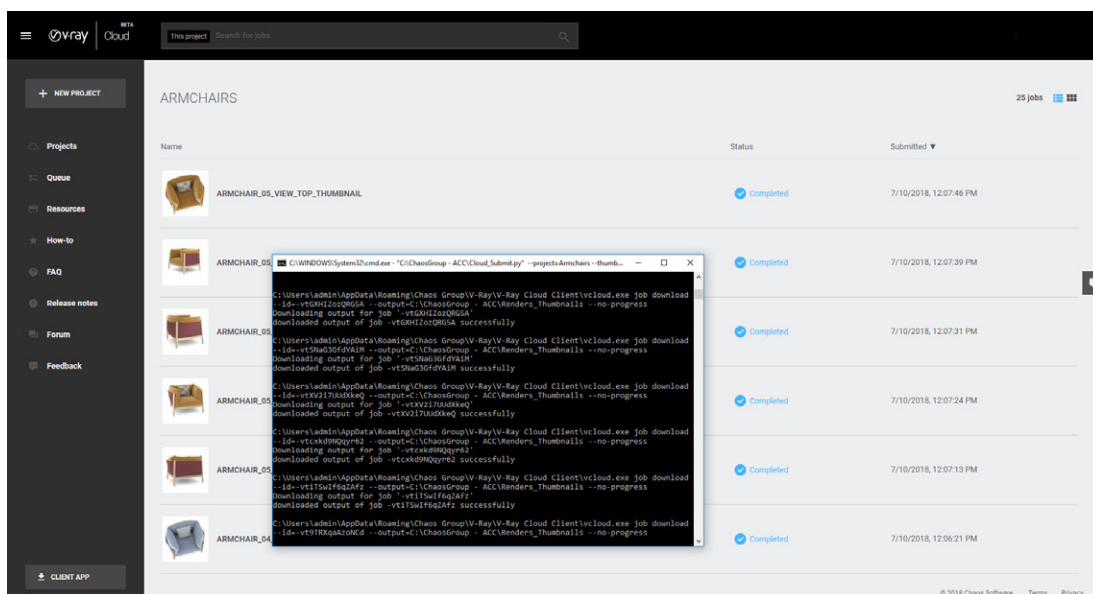 v-ray
BETA
Cloud
This project
Search for jobs
NEW PROJECT
Projects
Queue
Resources
How-to
FAQ
Release notes
Forum
Feedback
CLIENT APP
ARMCHAIRS
25 jobs
Name Status Submitted ▼
ARMCHAIR_05_VIEW_TOP_THUMBNAIL Completed 7/10/2018, 12:07:46 PM
ARMCHAIR_05 Completed 7/10/2018, 12:07:39 PM
ARMCHAIR_05 Completed 7/10/2018, 12:07:31 PM
ARMCHAIR_05 Completed 7/10/2018, 12:07:24 PM
ARMCHAIR_05 Completed 7/10/2018, 12:07:13 PM
ARMCHAIR_04 Completed 7/10/2018, 12:06:21 PM
C:\WINDOWS\System32\cmd.exe - "C:\ChaosGroup - ACC\Cloud_Submit.py" --project=Armchairs --thumb...
C:\Users\admin\AppData\Roaming\Chaos Group\V-Ray\V-Ray Cloud Client\vcloud.exe job download
--id=-vtGXHIZozQRGSA --output=C:\ChaosGroup - ACC\Renders_Thumbnails --no-progress
Downloading output for job '-vtGXHIZozQRGSA'
downloaded output of job -vtGXHIZozQRGSA successfully
C:\Users\admin\AppData\Roaming\Chaos Group\V-Ray\V-Ray Cloud Client\vcloud.exe job download
--id=-vtSNaG3GfdYAiM --output=C:\ChaosGroup - ACC\Renders_Thumbnails --no-progress
Downloading output for job '-vtSNaG3GfdYAiM'
downloaded output of job -vtSNaG3GfdYAiM successfully
C:\Users\admin\AppData\Roaming\Chaos Group\V-Ray\V-Ray Cloud Client\vcloud.exe job download
--id=-vtXV2i7UUdXkeQ --output=C:\ChaosGroup - ACC\Renders_Thumbnails --no-progress
Downloading output for job '-vtXV2i7UUdXkeQ'
downloaded output of job -vtXV2i7UUdXkeQ successfully
C:\Users\admin\AppData\Roaming\Chaos Group\V-Ray\V-Ray Cloud Client\vcloud.exe job download
--id=-vtcxkd9NQqyr62 --output=C:\ChaosGroup - ACC\Renders_Thumbnails --no-progress
Downloading output for job '-vtcxkd9NQqyr62'
downloaded output of job -vtcxkd9NQqyr62 successfully
C:\Users\admin\AppData\Roaming\Chaos Group\V-Ray\V-Ray Cloud Client\vcloud.exe job download
--id=-vtiTSwIf6qZAfz --output=C:\ChaosGroup - ACC\Renders_Thumbnails --no-progress
Downloading output for job '-vtiTSwIf6qZAfz'
downloaded output of job -vtiTSwIf6qZAfz successfully
C:\Users\admin\AppData\Roaming\Chaos Group\V-Ray\V-Ray Cloud Client\vcloud.exe job download
--id=-vt9TRXqaAzoNCd --output=C:\ChaosGroup - ACC\Renders_Thumbnails --no-progress
© 2018 Chaos Software Terms Privacy